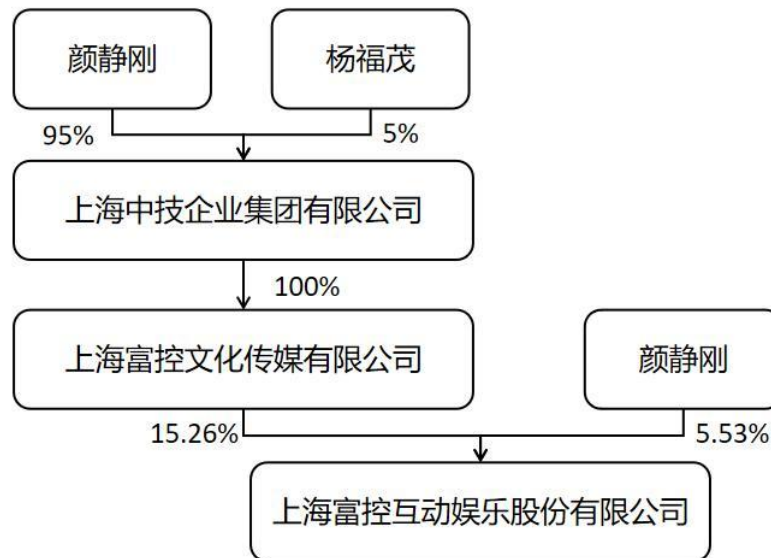 颜静刚
杨福茂
95%
5%
上海中技企业集团有限公司
100%
上海富控文化传媒有限公司
颜静刚
15.26%
5.53%
上海富控互动娱乐股份有限公司